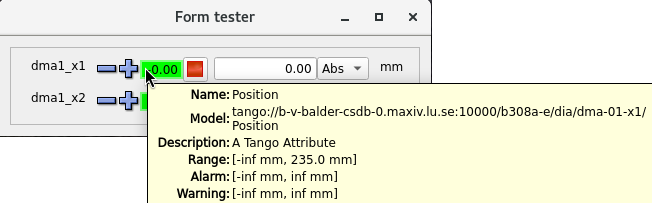 Form tester
dma1_x1 -0.00 0.00 Abs mm
dma1_x2
Name: Position
Model: tango://b-v-balder-csdb-0.maxiv.lu.se:10000/b308a-e/dia/dma-01-x1/
Position
Description: A Tango Attribute
Range: [-inf mm, 235.0 mm]
Alarm: [-inf mm, inf mm]
Warning: [-inf mm, inf mm]